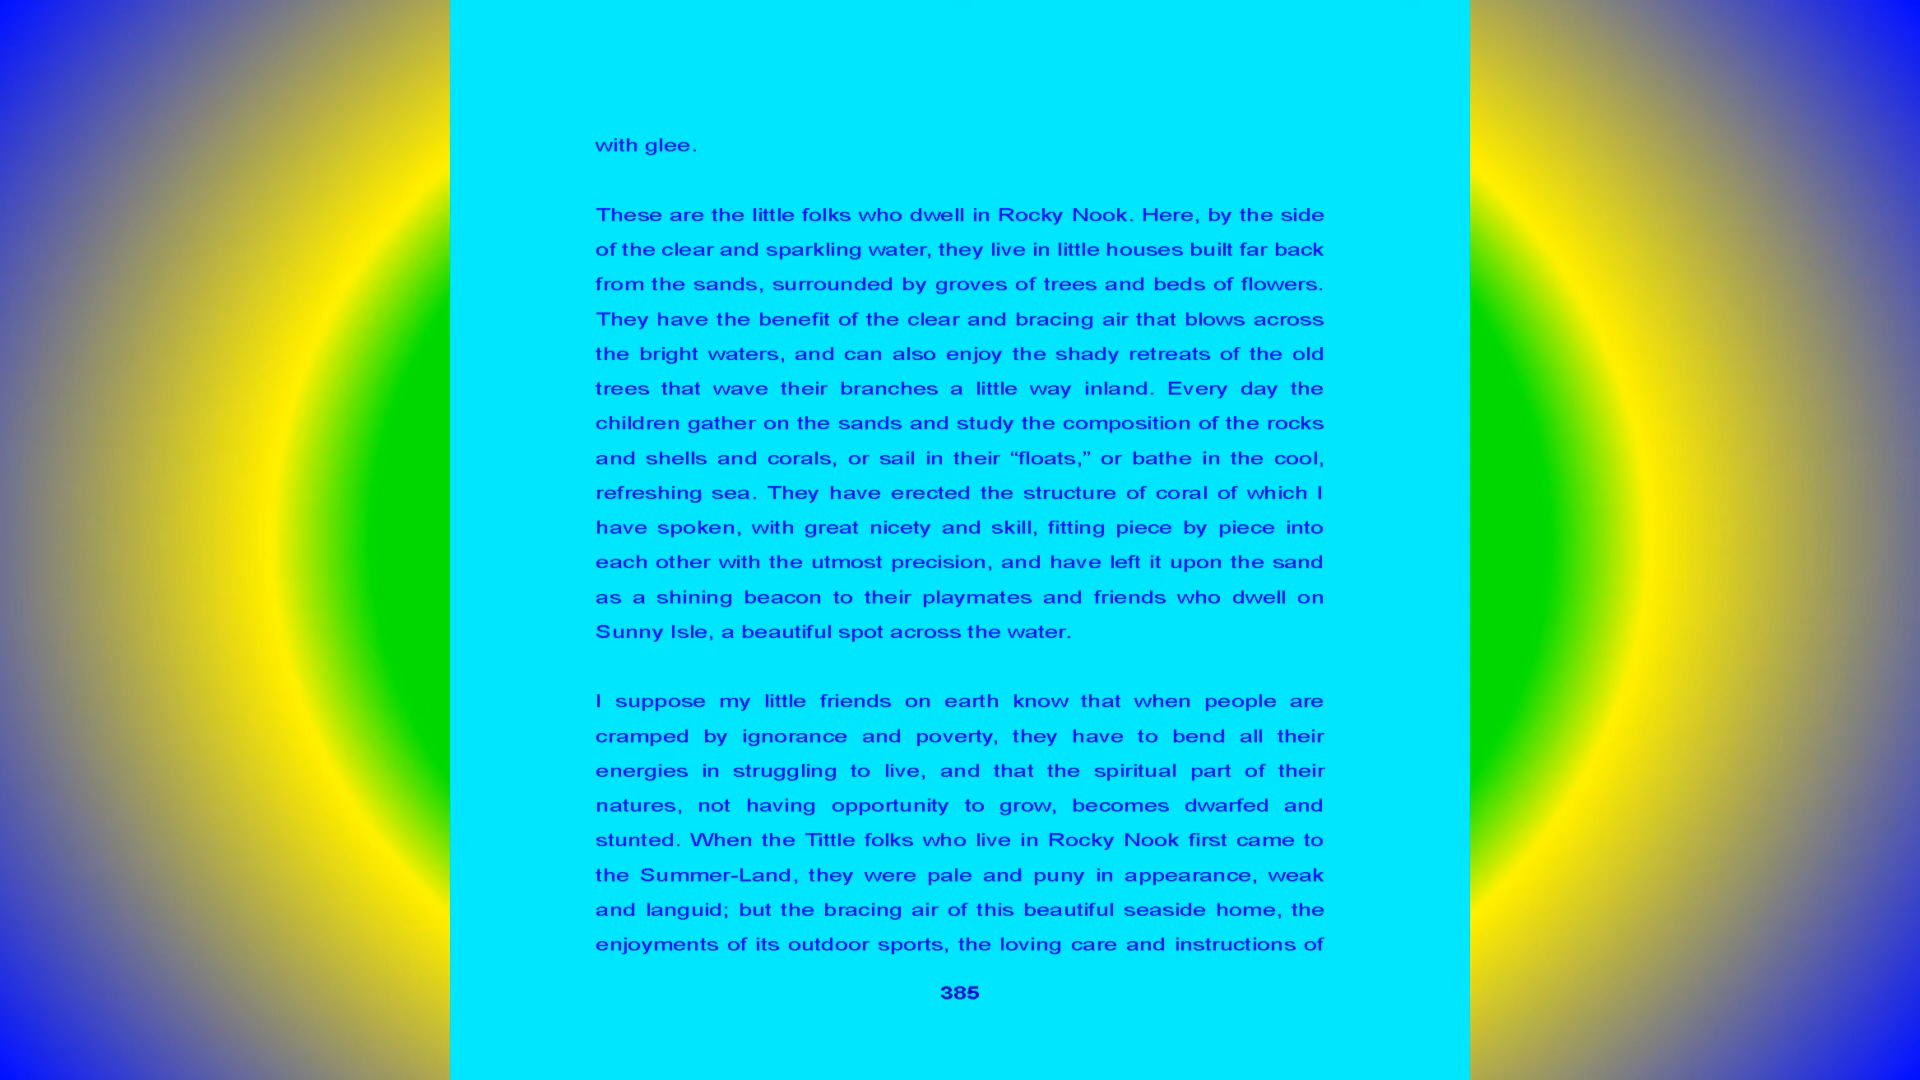 with glee.
These are the little folks who dwell in Rocky Nook. Here, by the side
of the clear and sparkling water, they live in little houses built far back
from the sands, surrounded by groves of trees and beds of flowers.
They have the benefit of the clear and bracing air that blows across
the bright waters, and can also enjoy the shady retreats of the old
trees that wave their branches a little way inland. Every day the
children gather on the sands and study the composition of the rocks
and shells and corals, or sail in their “floats,” or bathe in the cool,
refreshing sea. They have erected the structure of coral of which I
have spoken, with great nicety and skill, fitting piece by piece into
each other with the utmost precision, and have left it upon the sand
as a shining beacon to their playmates and friends who dwell on
Sunny Isle, a beautiful spot across the water.
I suppose my little friends on earth know that when people are
cramped by ignorance and poverty, they have to bend all their
energies in struggling to live, and that the spiritual part of their
natures, not having opportunity to grow, becomes dwarfed and
stunted. When the Tittle folks who live in Rocky Nook first came to
the Summer-Land, they were pale and puny in appearance, weak
and languid; but the bracing air of this beautiful seaside home, the
enjoyments of its outdoor sports, the loving care and instructions of
385